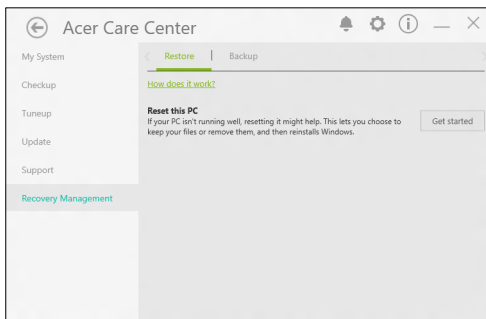 Acer Care Center
My System
Checkup
Tuneup
Update
Support
Recovery Management
Restore
Backup
How does it work?
Reset this PC
If your PC isn't running well, resetting it might help. This lets you choose to
keep your files or remove them, and then reinstalls Windows.
Get started